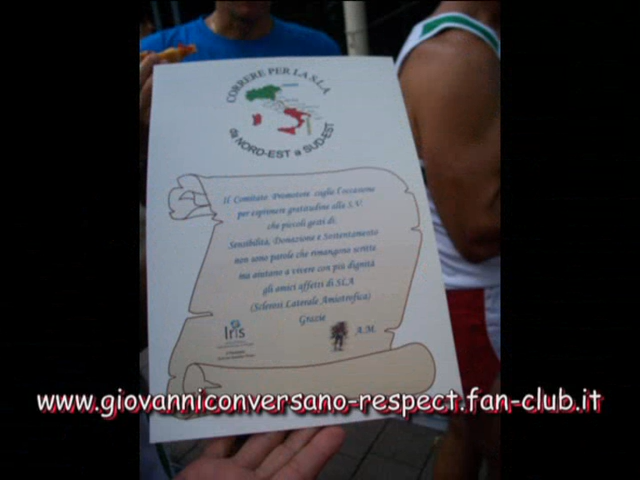 CORRERE PER LA S.L.A
da NORD-EST a SUD-EST
Il Comitato Promotore coglie l'occasione
per esprimere gratitudine alla S.V.
che piccoli gesti di:
Sensibilità, Donazione e Sostentamento
non sono parole che rimangono scritte
ma aiutano a vivere con più dignità
gli amici affetti di SLA
(Sclerosi Laterale Amiotrofica)
Grazie
Iris
A.M.
www.giovanniconversano-respect.fan-club.it